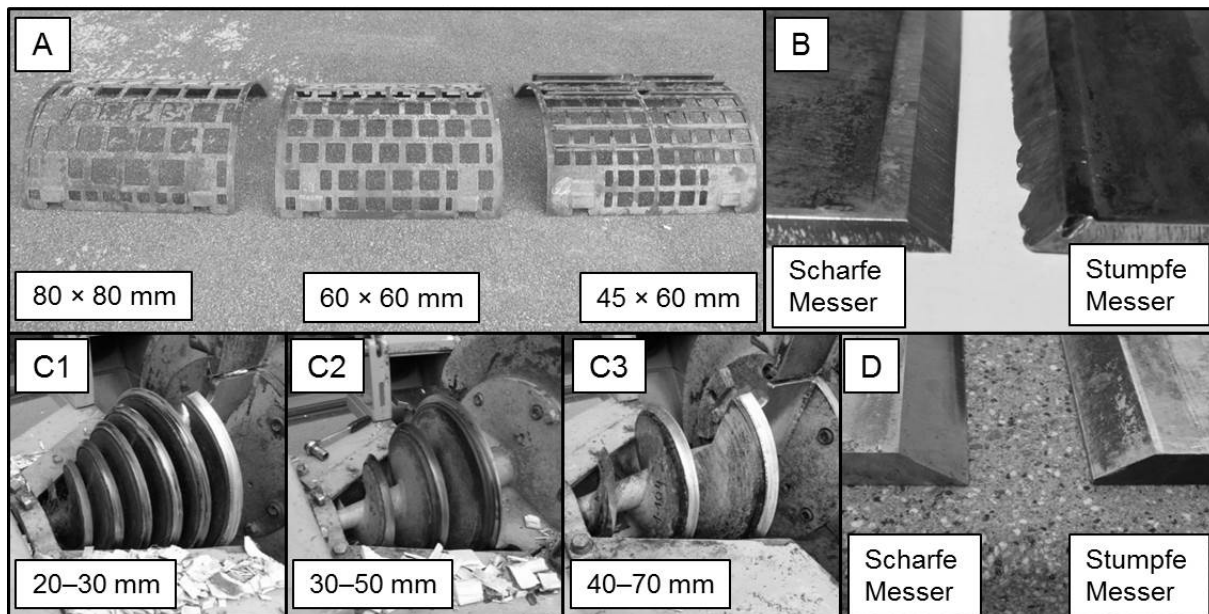 A
80 × 80 mm
60 × 60 mm
45 × 60 mm
B
Scharfe
Messer
Stumpfe
Messer
C1
20–30 mm
C2
30–50 mm
C3
40–70 mm
D
Scharfe
Messer
Stumpfe
Messer